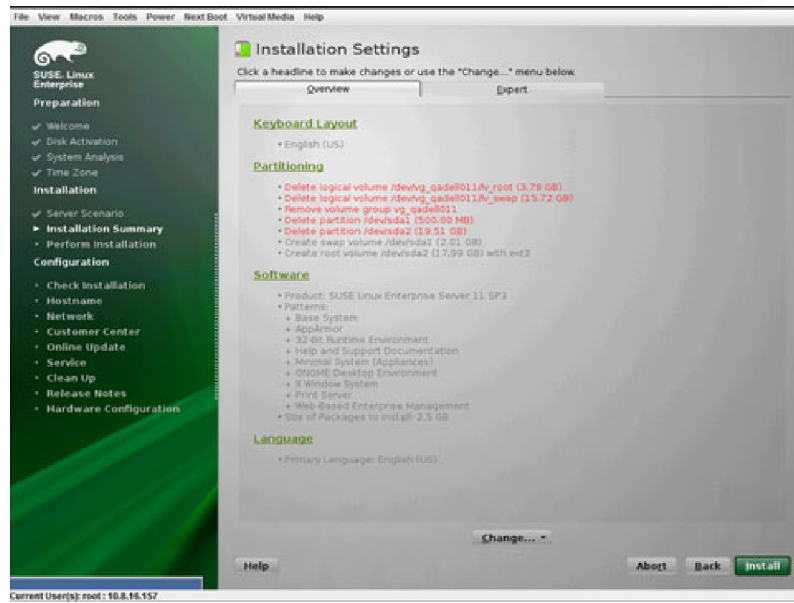 File View Macros Tools Power Next Boot Virtual Media Help
SUSE. Linux
Enterprise
Preparation
✓ Welcome
✓ Disk Activation
✓ System Analysis
✓ Time Zone
Installation
✓ Server Scenario
▸ Installation Summary
• Perform Installation
Configuration
• Check Installation
• Hostname
• Network
• Customer Center
• Online Update
• Service
• Clean Up
• Release Notes
• Hardware Configuration
Installation Settings
Click a headline to make changes or use the "Change..." menu below.
Overview Expert
Keyboard Layout
• English (US)
Partitioning
• Delete logical volume /dev/vg_qadell011/lv_root (3.79 GB)
• Delete logical volume /dev/vg_qadell011/lv_swap (15.72 GB)
• Remove volume group vg_qadell011
• Delete partition /dev/sda1 (500.00 MB)
• Delete partition /dev/sda2 (19.51 GB)
• Create swap volume /dev/sda1 (2.01 GB)
• Create root volume /dev/sda2 (17.99 GB) with ext3
Software
• Product: SUSE Linux Enterprise Server 11 SP3
• Patterns:
+ Base System
+ AppArmor
+ 32-Bit Runtime Environment
+ Help and Support Documentation
+ Minimal System (Appliances)
+ GNOME Desktop Environment
+ X Window System
+ Print Server
+ Web-Based Enterprise Management
• Size of Packages to Install: 2.5 GB
Language
• Primary Language: English (US)
Change...
Help Abort Back Install
Current User(s): root : 10.8.16.157